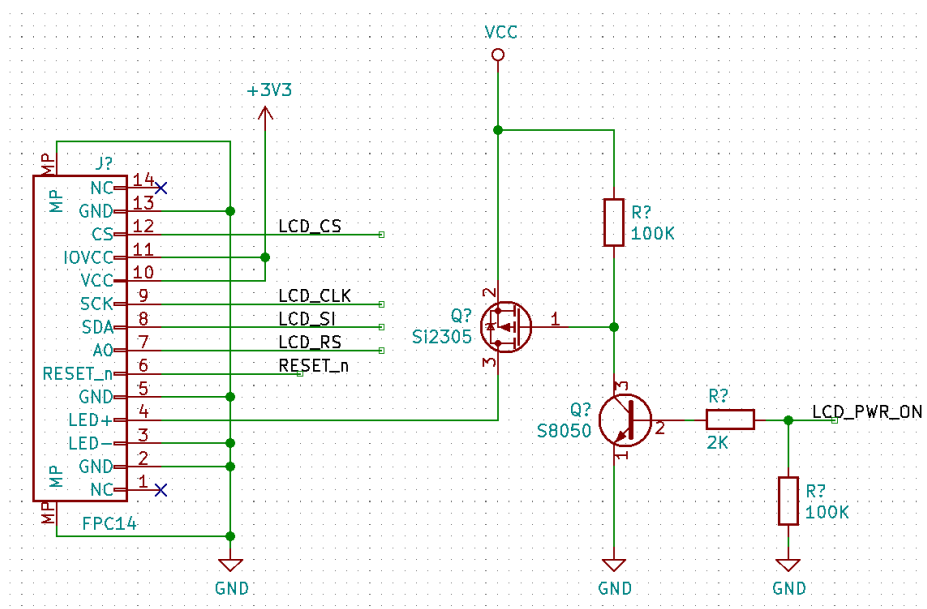 VCC
+3V3
J?
MP
MP
NC 14
GND 13
CS 12 LCD_CS
IOVCC 11
VCC 10
SCK 9 LCD_CLK
SDA 8 LCD_SI
A0 7 LCD_RS
RESET_n 6 RESET_n
GND 5
LED+ 4
LED- 3
GND 2
NC 1
MP
MP
FPC14
GND
R?
100K
2
Q?
Si2305
1
3
3
Q?
S8050
2
1
R?
2K
LCD_PWR_ON
R?
100K
GND
GND